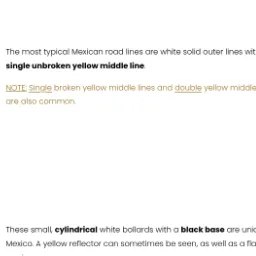 The most typical Mexican road lines are white solid outer lines wit
single unbroken yellow middle line.
NOTE: Single broken yellow middle lines and double yellow middle
are also common.
These small, cylindrical white bollards with a black base are uniq
Mexico. A yellow reflector can sometimes be seen, as well as a fla